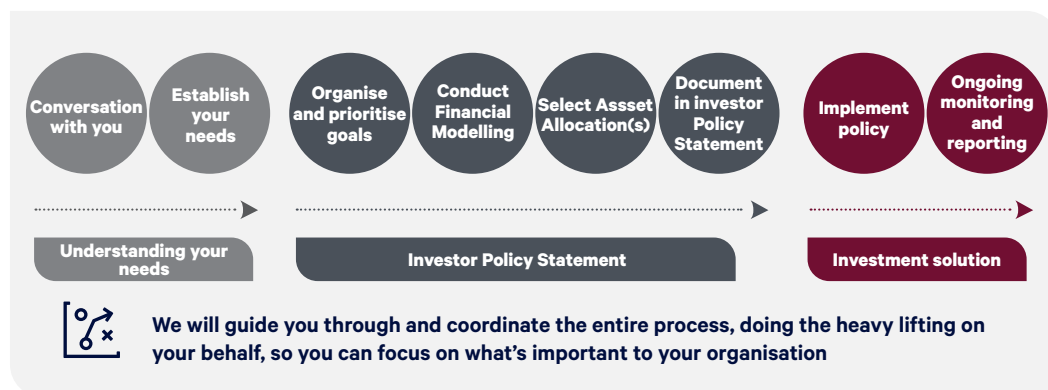 Conversation
with you
Establish
your
needs
Organise
and prioritise
goals
Conduct
Financial
Modelling
Select Assset
Allocation(s)
Document
in investor
Policy
Statement
Implement
policy
Ongoing
monitoring
and
reporting
Understanding your
needs
Investor Policy Statement
Investment solution
We will guide you through and coordinate the entire process, doing the heavy lifting on
your behalf, so you can focus on what’s important to your organisation